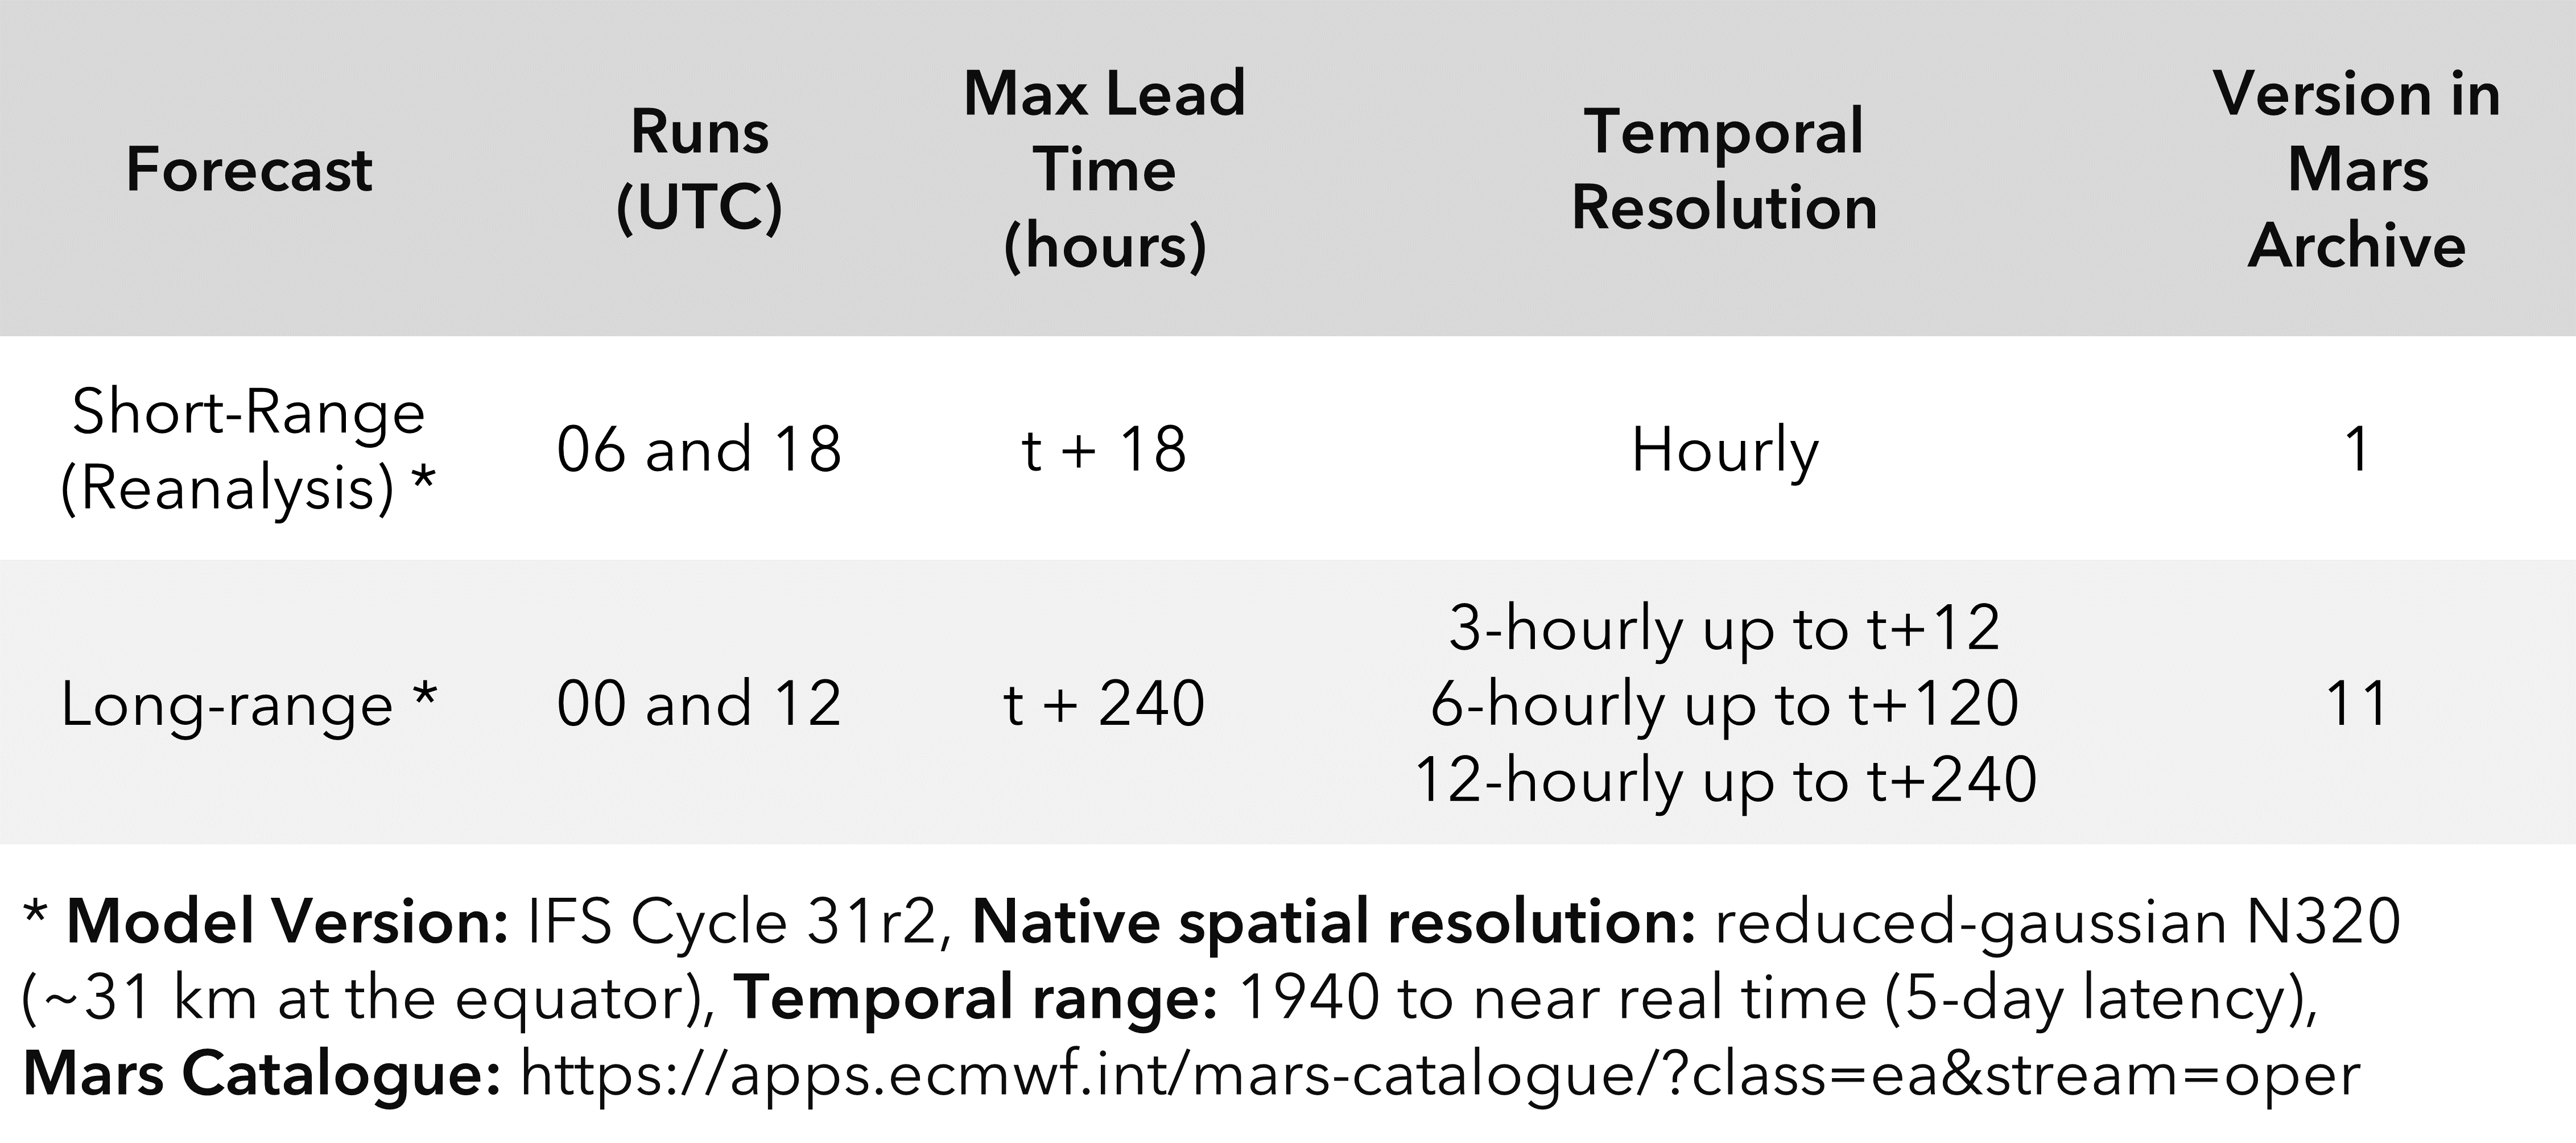 Forecast
Runs
(UTC)
Max Lead
Time
(hours)
Temporal
Resolution
Version in
Mars
Archive
Short-Range
(Reanalysis) *
06 and 18
t + 18
Hourly
1
Long-range *
00 and 12
t + 240
3-hourly up to t+12
6-hourly up to t+120
12-hourly up to t+240
11
* Model Version: IFS Cycle 31r2, Native spatial resolution: reduced-gaussian N320
(~31 km at the equator), Temporal range: 1940 to near real time (5-day latency),
Mars Catalogue: https://apps.ecmwf.int/mars-catalogue/?class=ea&stream=oper